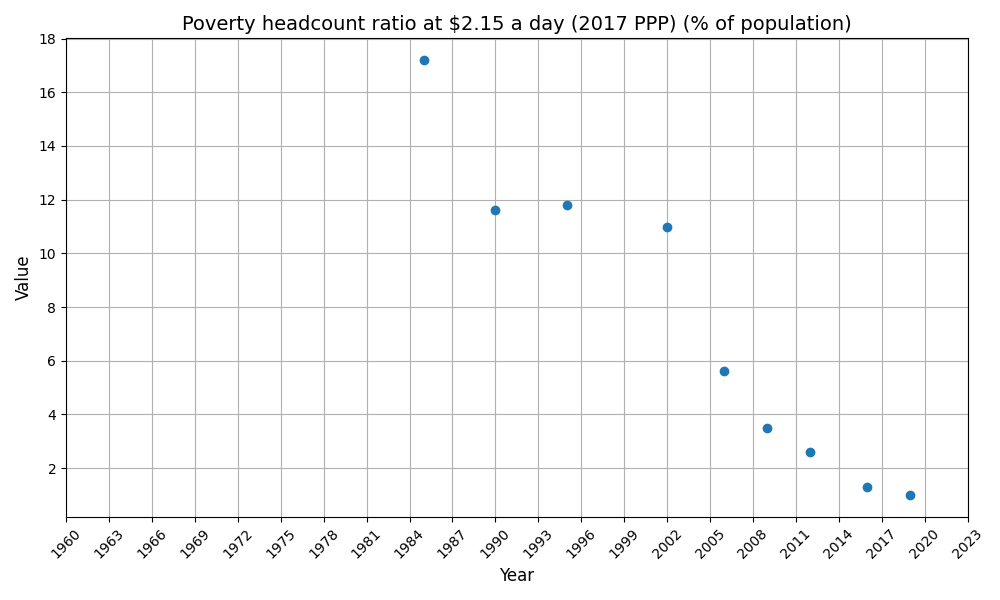 Poverty headcount ratio at $2.15 a day (2017 PPP) (% of population)
Value
18
16
14
12
10
8
6
4
2
1960 1963 1966 1969 1972 1975 1978 1981 1984 1987 1990 1993 1996 1999 2002 2005 2008 2011 2014 2017 2020 2023
Year